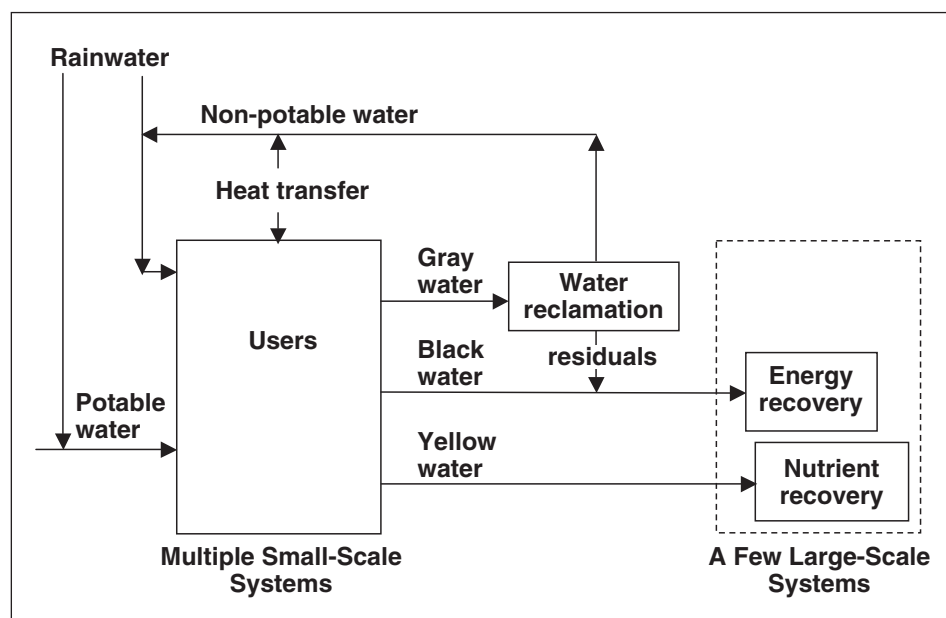 Rainwater
Non-potable water
Heat transfer
Gray
water
Water
reclamation
Users
Black
water
residuals
Energy
recovery
Potable
water
Yellow
water
Nutrient
recovery
Multiple Small-Scale
Systems
A Few Large-Scale
Systems